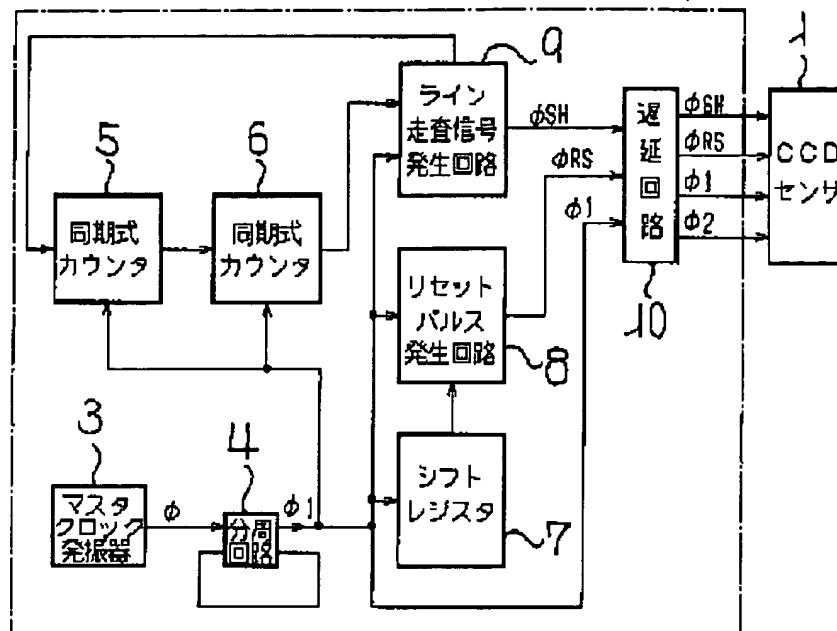 9
1
ライン
走査信号
発生回路
φSH
φRS
φ1
遅
延
回
路
10
φSH
φRS
φ1
φ2
CCD
センサ
5
同期式
カウンタ
6
同期式
カウンタ
リセット
パルス
発生回路
8
シフト
レジスタ
7
3
マスタ
クロック
発振器
φ
4
分周
回路
φ1